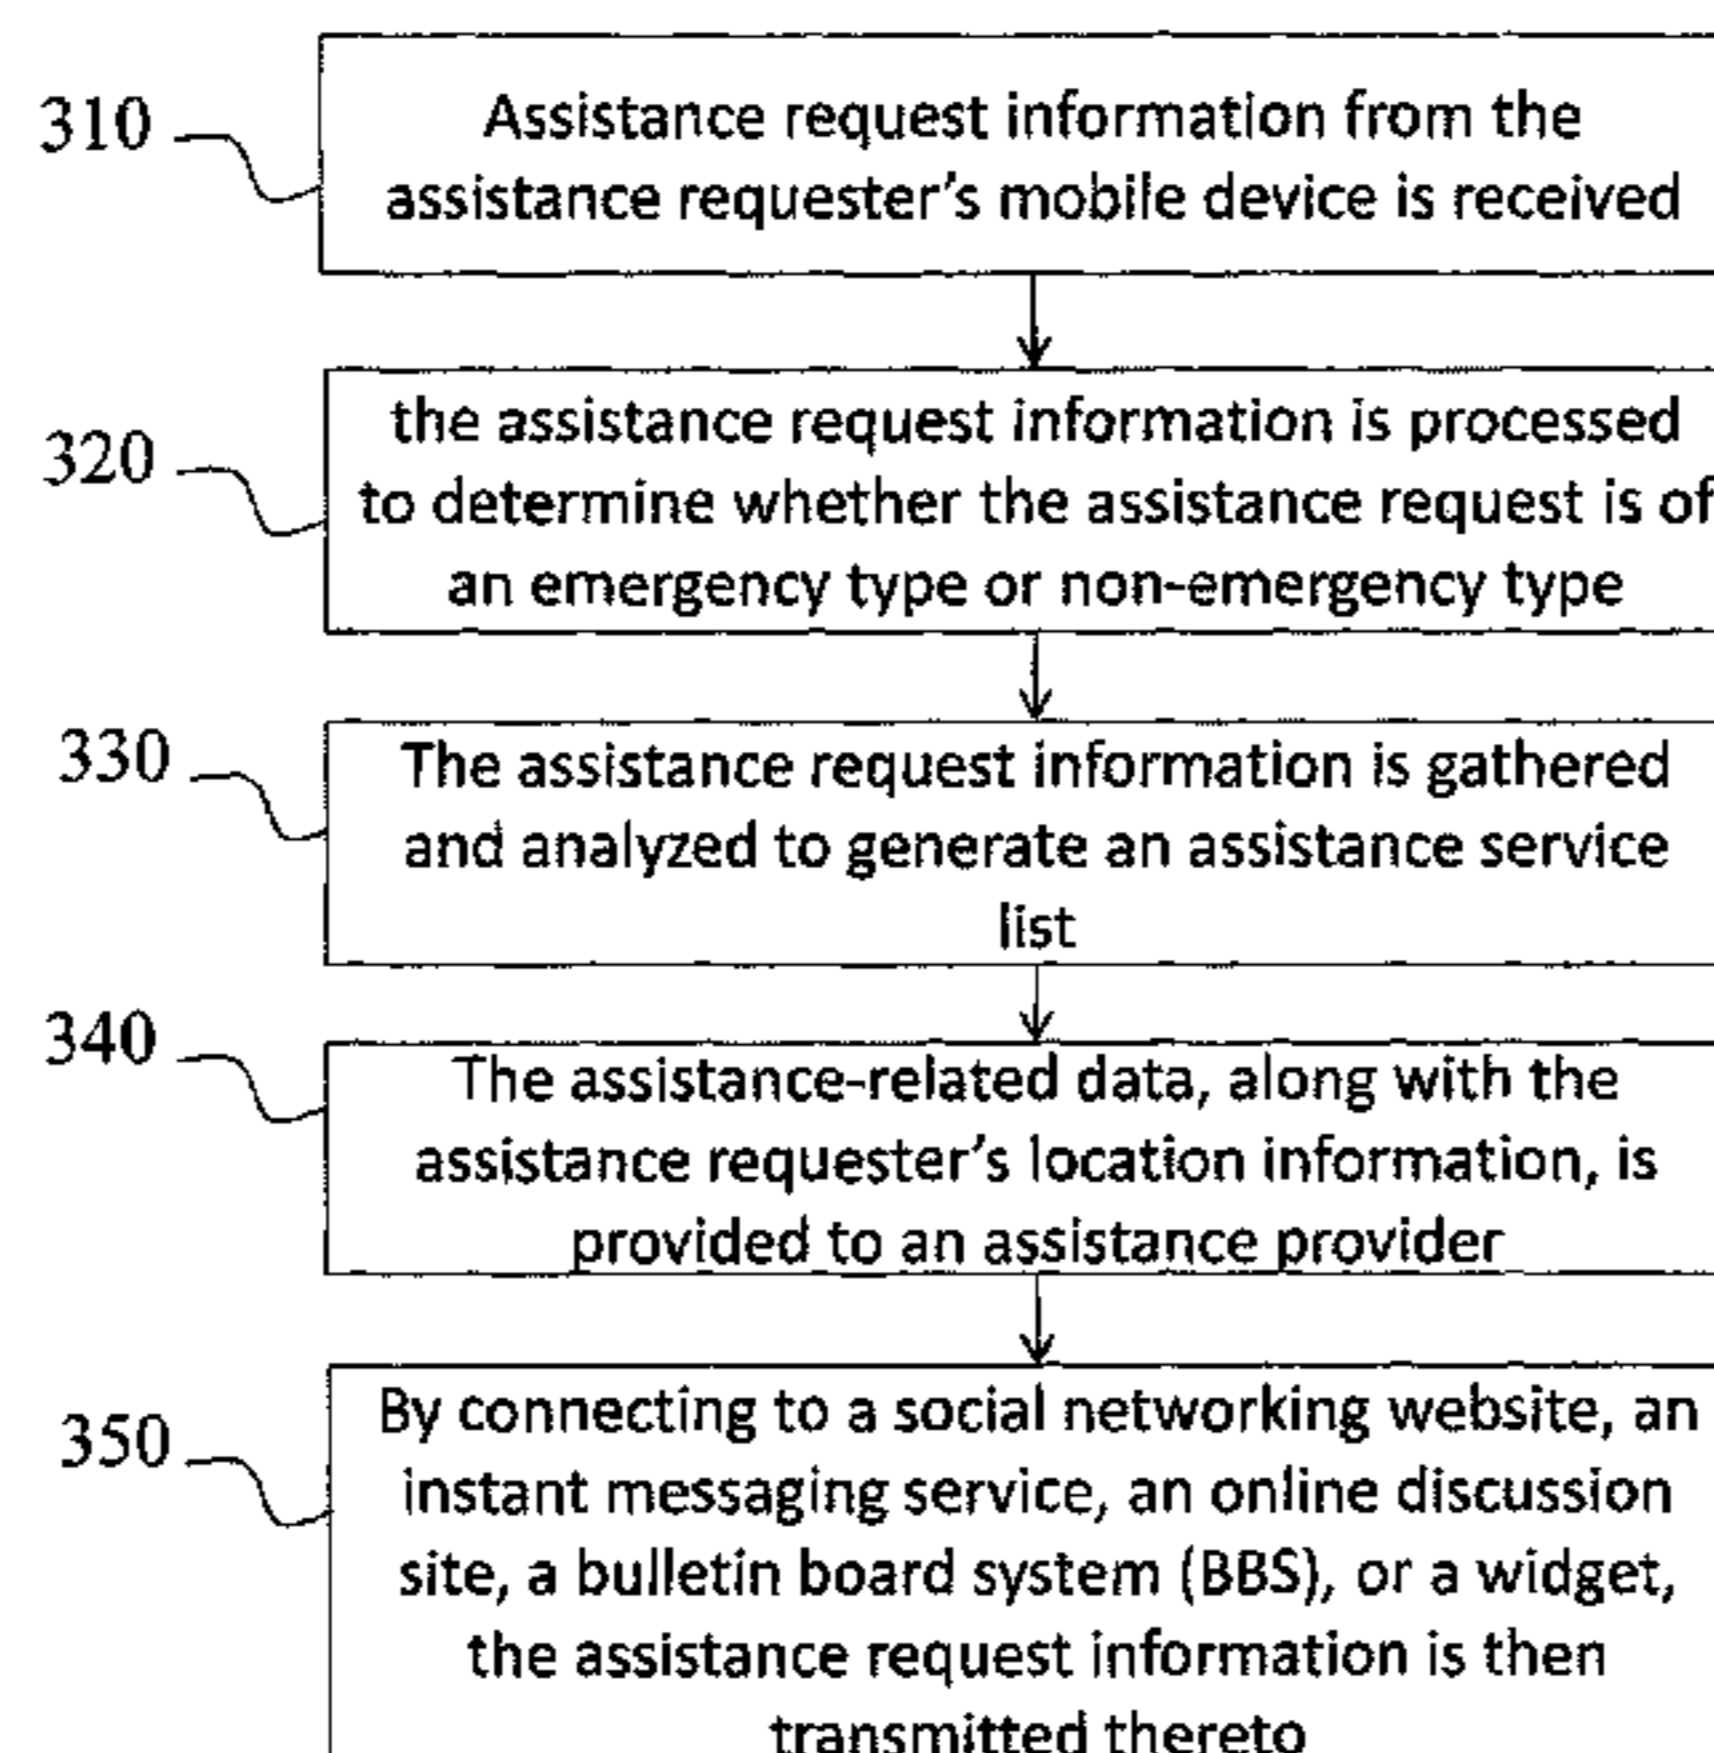 310
Assistance request information from the
assistance requester's mobile device is received
320
the assistance request information is processed
to determine whether the assistance request is of
an emergency type or non-emergency type
330
The assistance request information is gathered
and analyzed to generate an assistance service
list
340
The assistance-related data, along with the
assistance requester's location information, is
provided to an assistance provider
350
By connecting to a social networking website, an
instant messaging service, an online discussion
site, a bulletin board system (BBS), or a widget,
the assistance request information is then
transmitted thereto